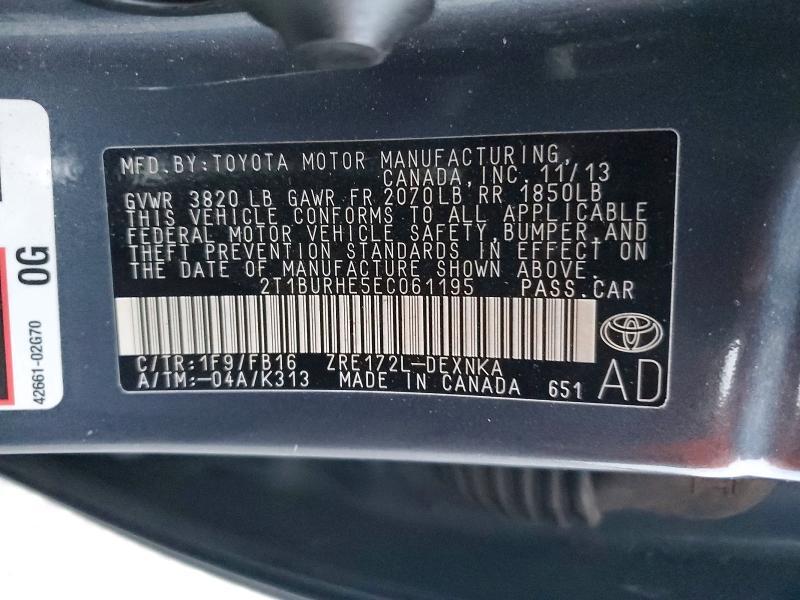 MFD. BY: TOYOTA MOTOR MANUFACTURING,
CANADA, INC. 11/13
GVWR 3820 LB GAWR FR 2070LB RR 1850LB
THIS VEHICLE CONFORMS TO ALL APPLICABLE
FEDERAL MOTOR VEHICLE SAFETY, BUMPER, AND
THEFT PREVENTION STANDARDS IN EFFECT ON
THE DATE OF MANUFACTURE SHOWN ABOVE.
2T1BURHE5EC061195 PASS. CAR
C/TR: 1F9/FB16 ZRE172L-DEXNKA
A/TM: -04A/K313 MADE IN CANADA 651 AD
0G
42661-02G70